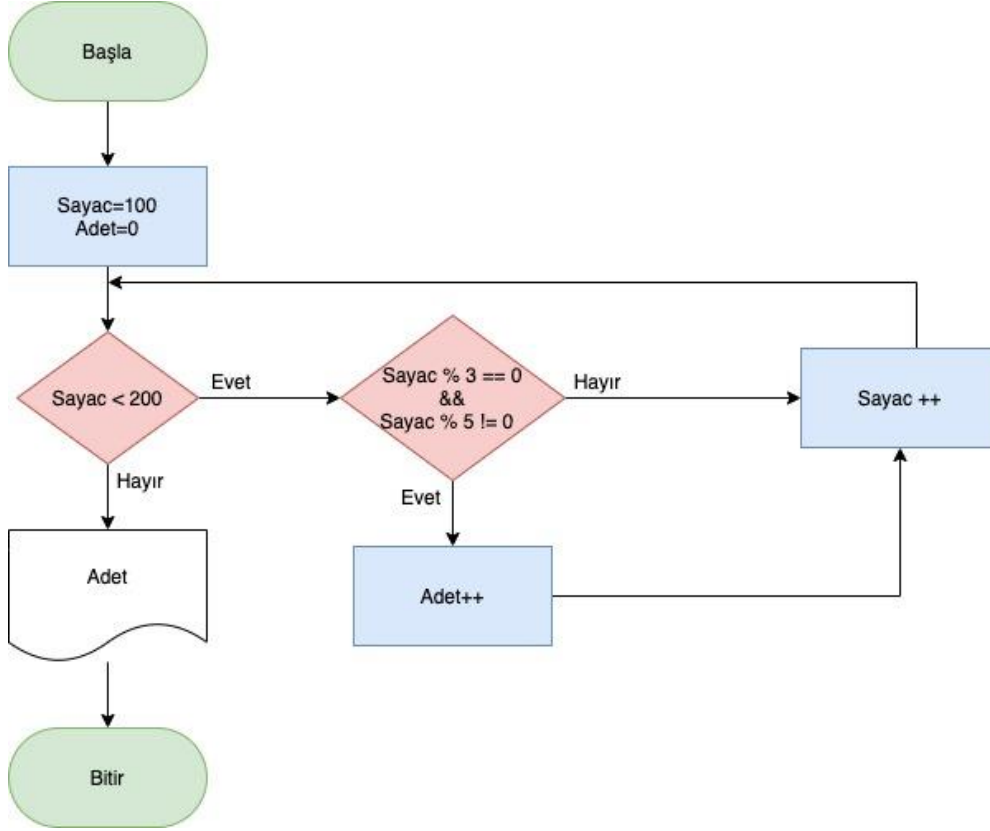 Başla
Sayac=100
Adet=0
Sayac < 200
Evet
Sayac % 3 == 0
&&
Sayac % 5 != 0
Hayır
Sayac ++
Hayır
Evet
Adet
Adet++
Bitir